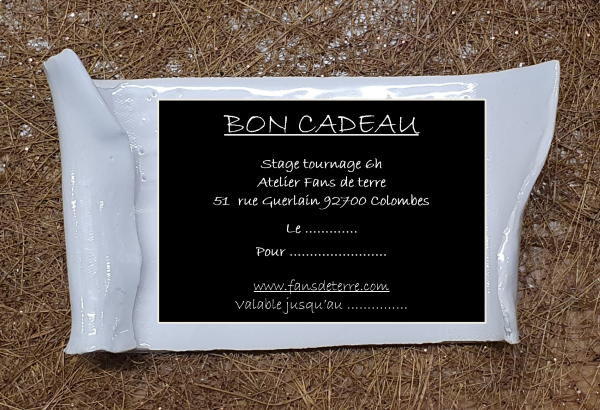 BON CADEAU
Stage tournage 6h
Atelier Fans de terre
51 rue Guerlain 92700 Colombes
Le .............
Pour ........................
www.fansdeterre.com
Valable jusqu'au ...............